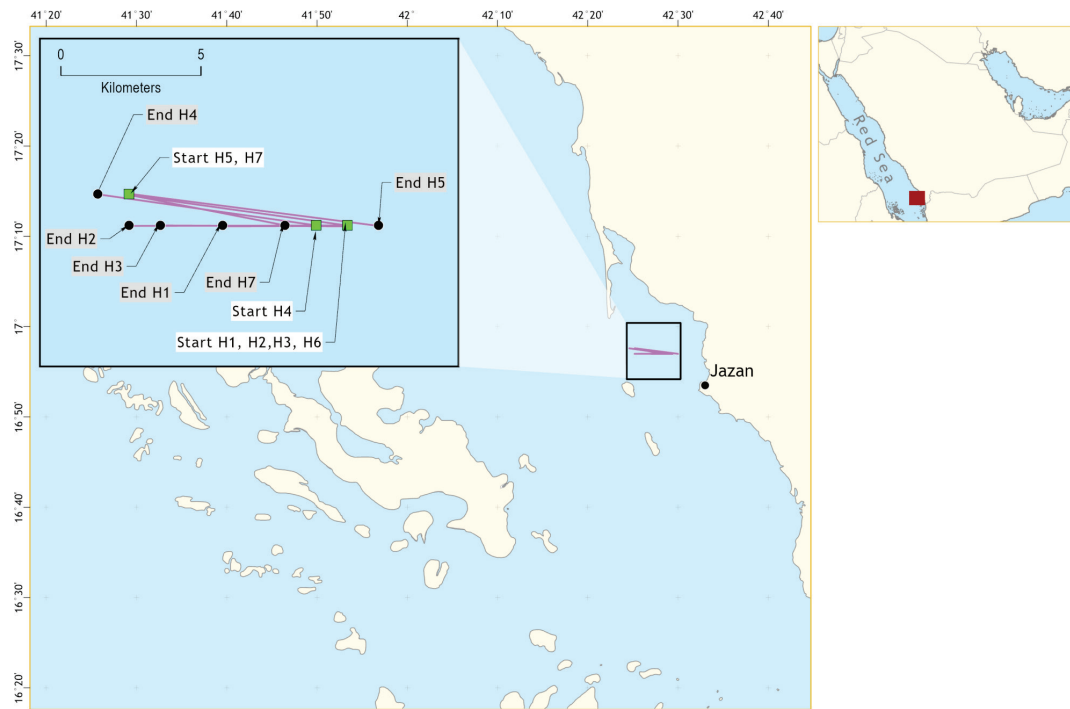 41°20' 41°30' 41°40' 41°50' 42° 42°10' 42°20' 42°30' 42°40'
17°30'
17°20'
17°10'
17°
16°50'
16°40'
16°30'
16°20'
0 5
Kilometers
End H4
Start H5, H7
End H5
End H2
End H3
End H1
End H7
Start H4
Start H1, H2,H3, H6
Jazan
Red Sea